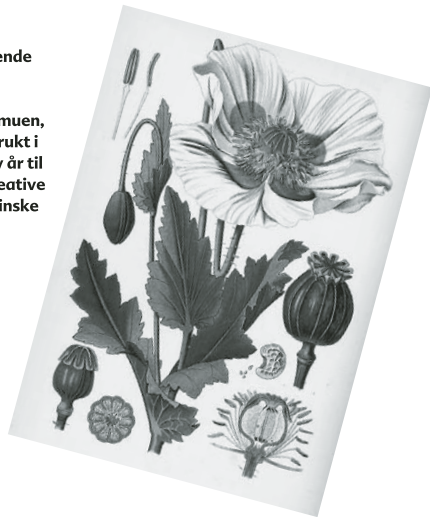 ende
muen,
rukt i
v år til
eative
inske